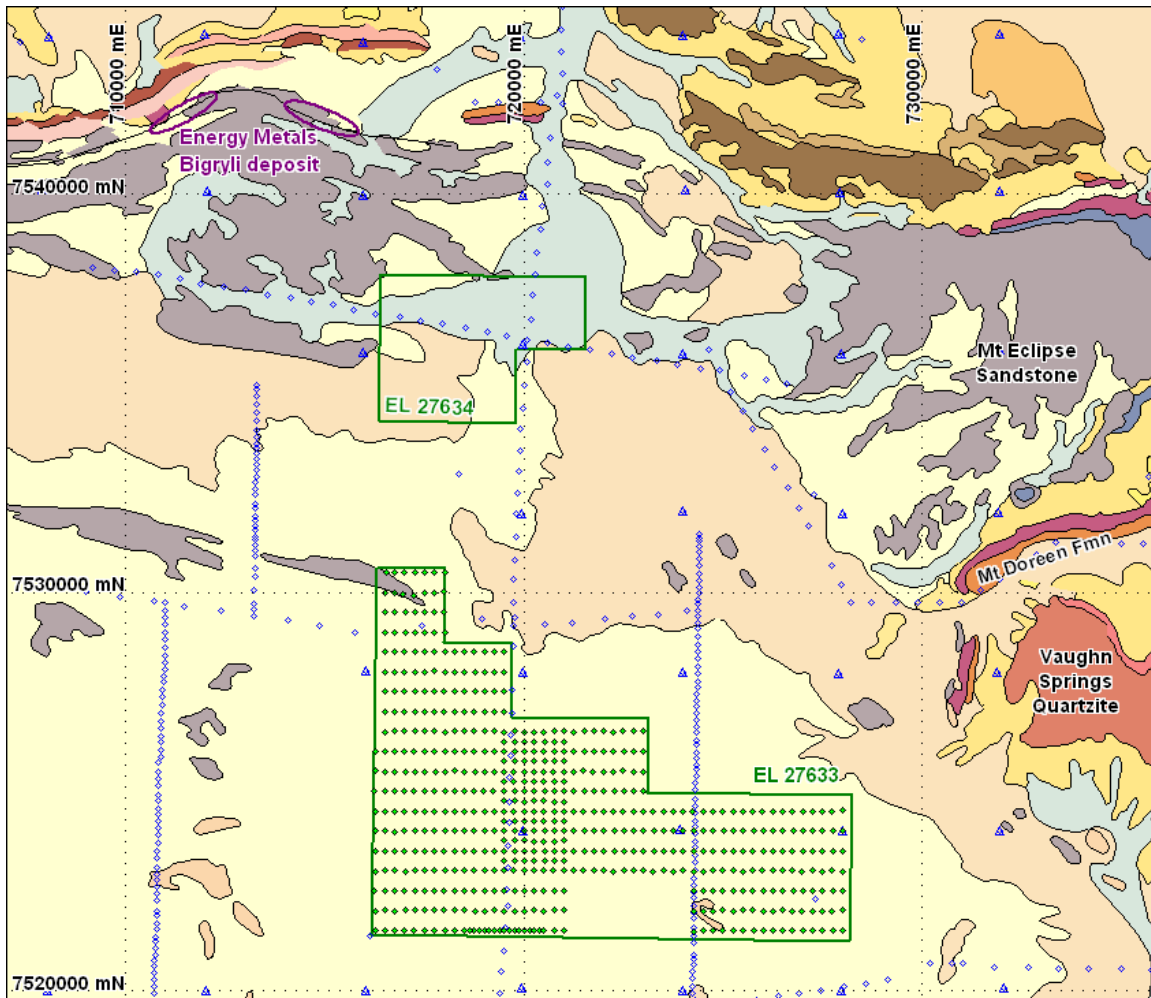 710000 mE
720000 mE
730000 mE
Energy Metals
Bigryli deposit
7540000 mN
Mt Eclipse
Sandstone
EL 27634
Mt Doreen Fmn
7530000 mN
Vaughn
Springs
Quartzite
EL 27633
7520000 mN